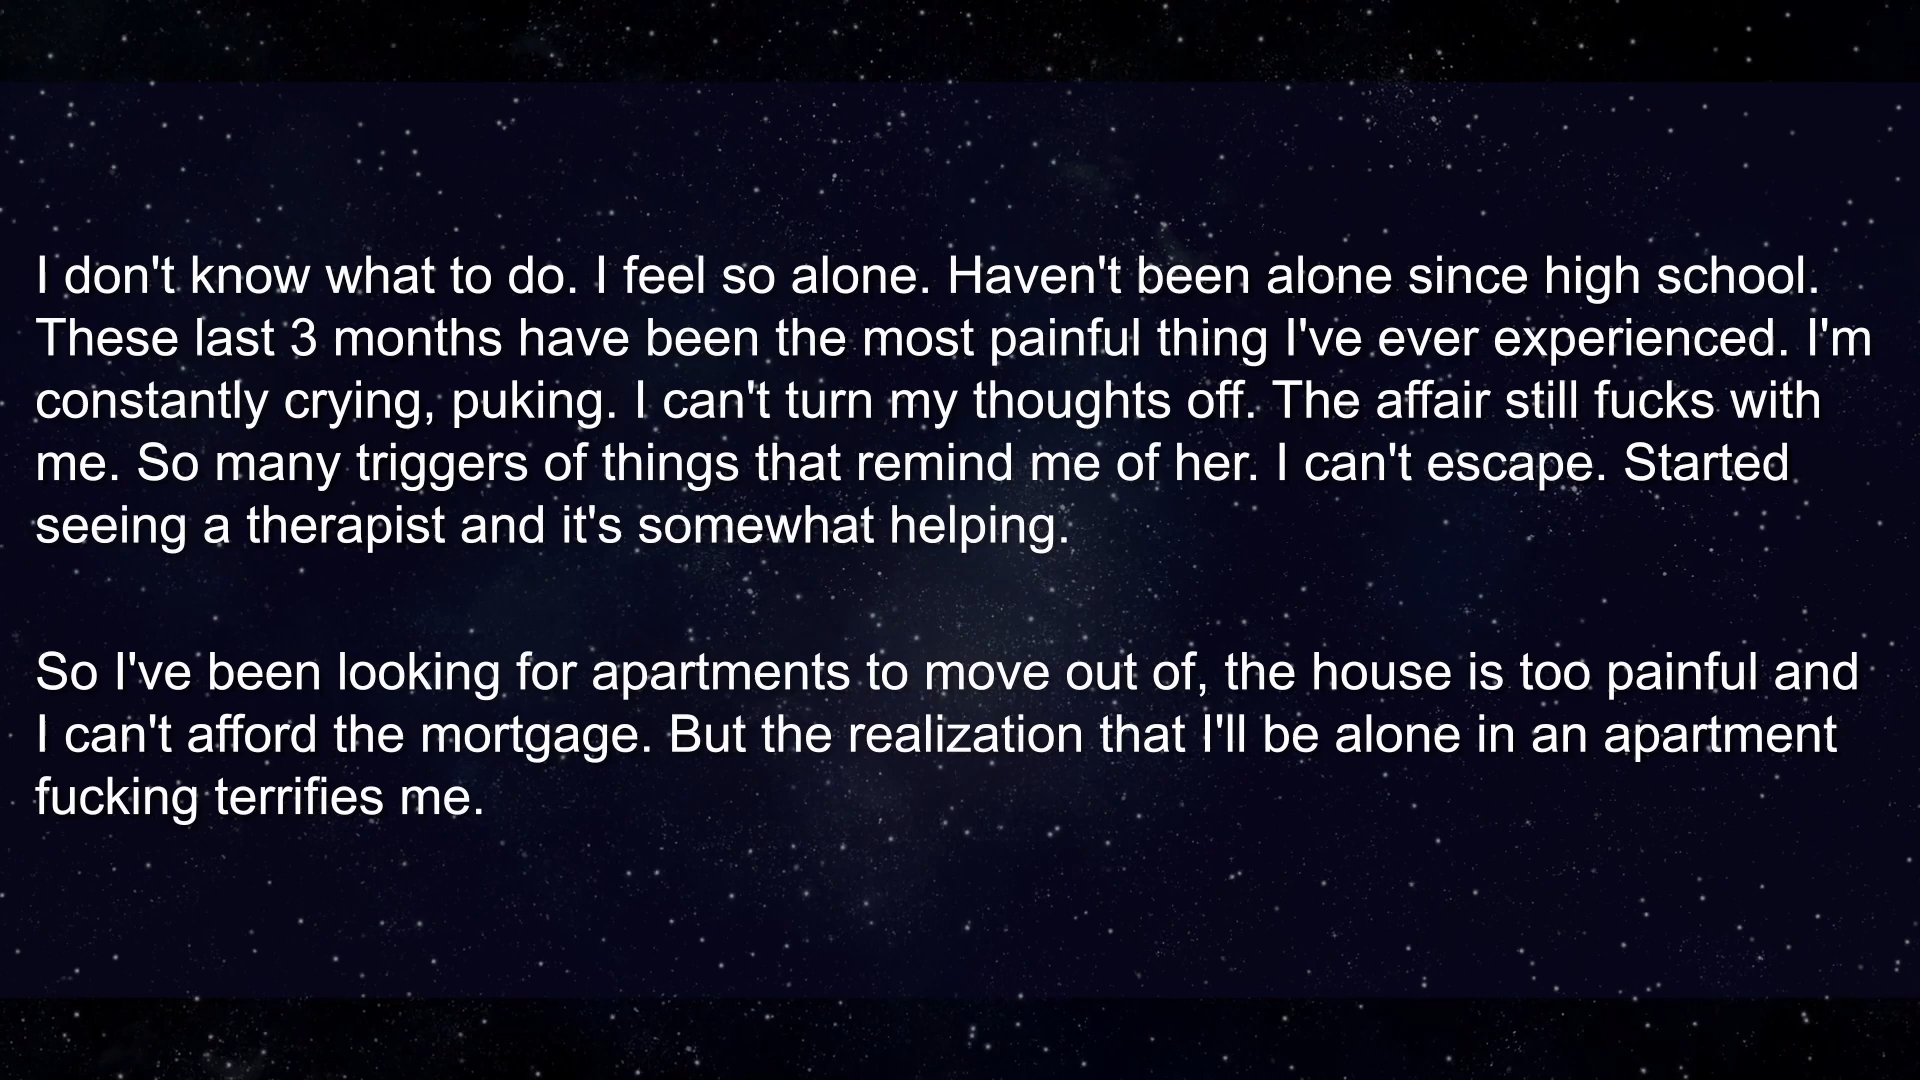 I don't know what to do. I feel so alone. Haven't been alone since high school.
These last 3 months have been the most painful thing I've ever experienced. I'm
constantly crying, puking. I can't turn my thoughts off. The affair still fucks with
me. So many triggers of things that remind me of her. I can't escape. Started
seeing a therapist and it's somewhat helping.
So I've been looking for apartments to move out of, the house is too painful and
I can't afford the mortgage. But the realization that I'll be alone in an apartment
fucking terrifies me.